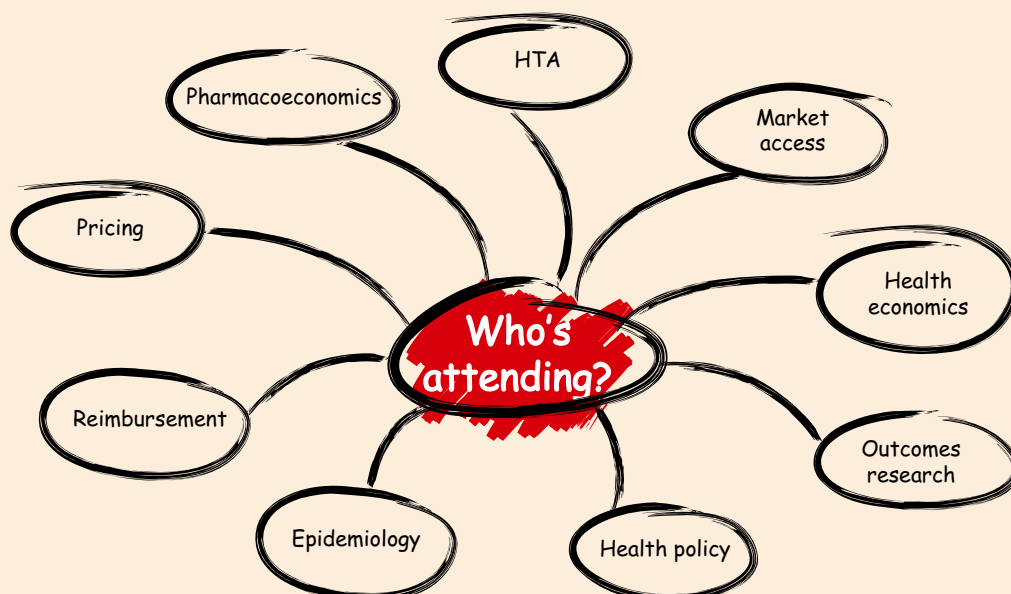 HTA
Pharmacoeconomics
Market
access
Pricing
Health
economics
Who's
attending?
Reimbursement
Outcomes
research
Epidemiology
Health policy